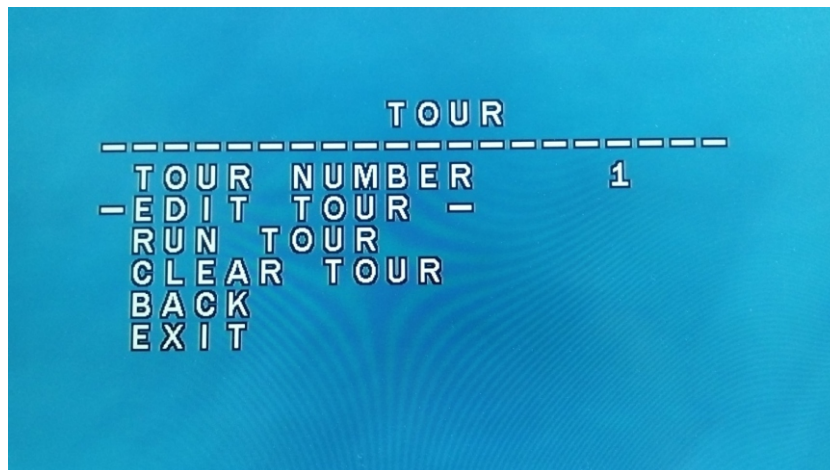 TOUR
--------------------
TOUR NUMBER 1
-EDIT TOUR -
RUN TOUR
CLEAR TOUR
BACK
EXIT